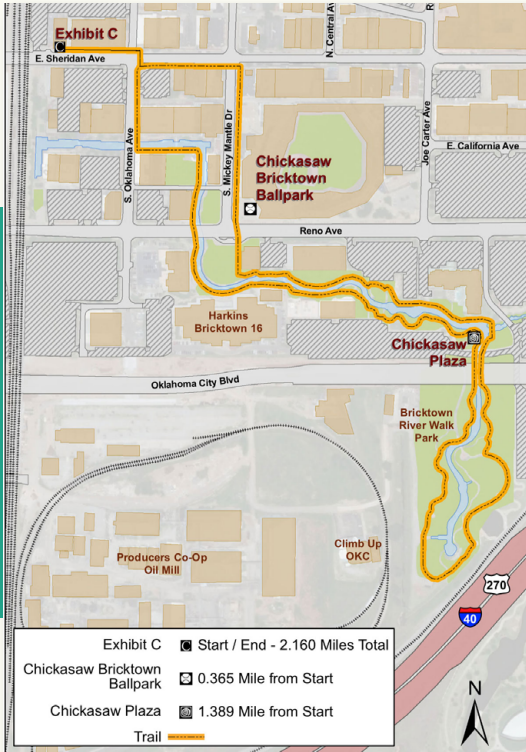 Exhibit C
C
E. Sheridan Ave
N. Central Av
R
S. Oklahoma Ave
S. Mickey Mantle Dr
Joe Carter Ave
E. California Ave
Chickasaw
Bricktown
Ballpark
Reno Ave
Harkins
Bricktown 16
Chickasaw
Plaza
Oklahoma City Blvd
Bricktown
River Walk
Park
Producers Co-Op
Oil Mill
Climb Up
OKC
270
40
N
Exhibit C C Start / End - 2.160 Miles Total
Chickasaw Bricktown
Ballpark 0.365 Mile from Start
Chickasaw Plaza 1.389 Mile from Start
Trail